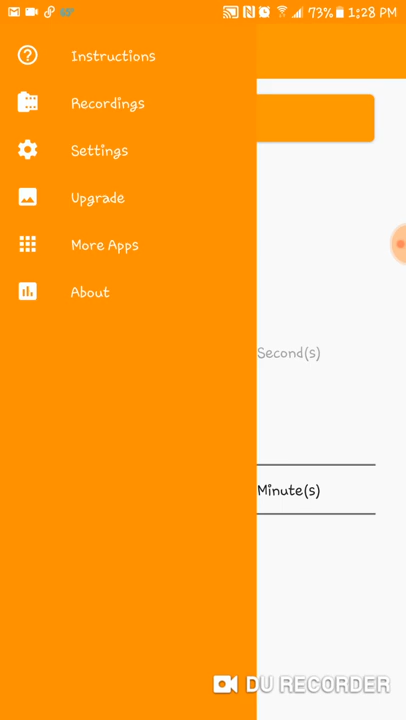 73% 1:28 PM
Instructions
Recordings
Settings
Upgrade
More Apps
About
Second(s)
Minute(s)
DU RECORDER